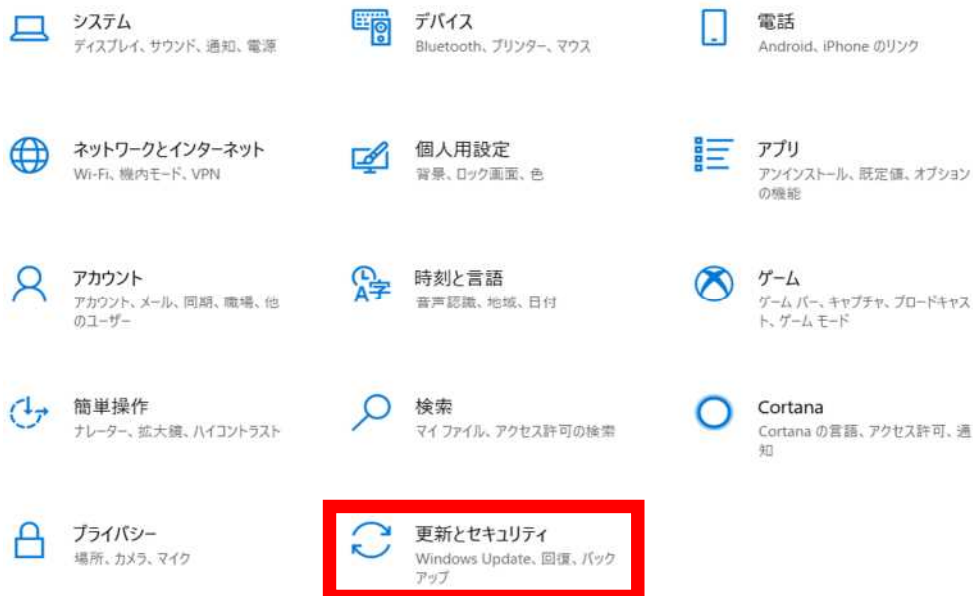 システム
ディスプレイ、サウンド、通知、電源
デバイス
Bluetooth、プリンター、マウス
電話
Android、iPhone のリンク
ネットワークとインターネット
Wi-Fi、機内モード、VPN
個人用設定
背景、ロック画面、色
アプリ
アンインストール、既定値、オプション
の機能
アカウント
アカウント、メール、同期、職場、他
のユーザー
時刻と言語
音声認識、地域、日付
ゲーム
ゲーム バー、キャプチャ、ブロードキャス
ト、ゲーム モード
簡単操作
ナレーター、拡大鏡、ハイコントラスト
検索
マイ ファイル、アクセス許可の検索
Cortana
Cortana の言語、アクセス許可、通
知
プライバシー
場所、カメラ、マイク
更新とセキュリティ
Windows Update、回復、バック
アップ